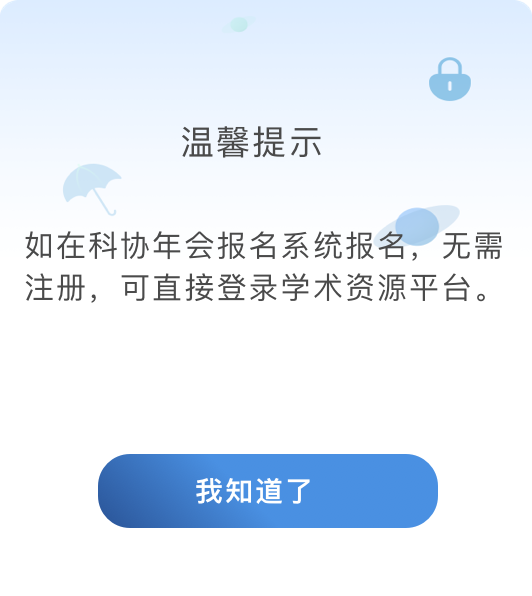 温馨提示
如在科协年会报名系统报名，无需
注册，可直接登录学术资源平台。
我知道了